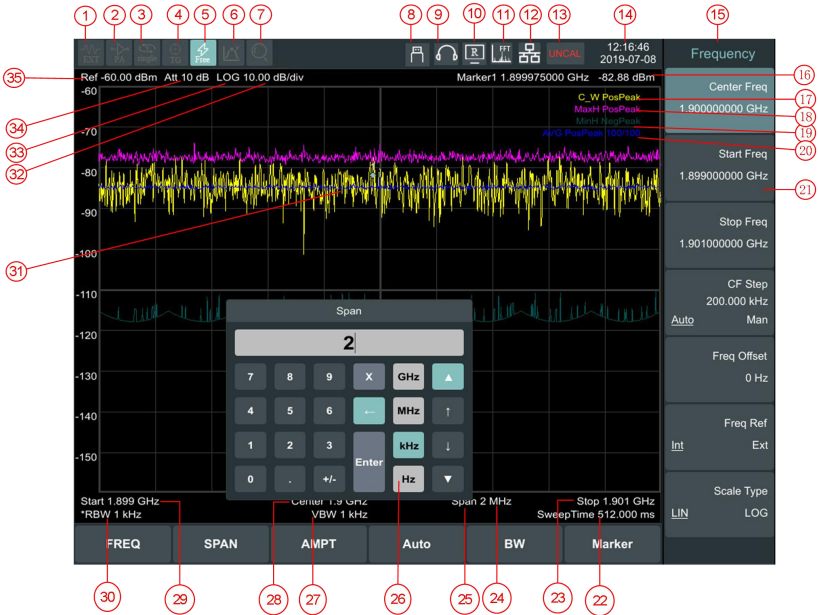 1 2 3 4 5 6 7 8 9 10 11 12 13 14 15
EXT PA single IQ Free R FFT UNCAL 12:16:46 Frequency
2019-07-08
35 Ref -60.00 dBm Att 10 dB LOG 10.00 dB/div Marker1 1.899975000 GHz -82.88 dBm 16
-60
C_W PosPeak 17
MaxH PosPeak 18
MinH NegPeak 19
AVG PosPeak 100/100 20
34
33
32
31
-70
-80
-90
-100
-110
-120
-130
-140
-150
Center Freq
1.900000000 GHz
Start Freq
1.899000000 GHz
21
Stop Freq
1.901000000 GHz
CF Step
200.000 kHz
Auto Man
Freq Offset
0 Hz
Freq Ref
Int Ext
Scale Type
LIN LOG
Span
2
7 8 9 X GHz ▲
4 5 6 ← MHz ↑
1 2 3 Enter kHz ↓
0 . +/- Hz ▼
Start 1.899 GHz Center 1.9 GHz Span 2 MHz Stop 1.901 GHz
*RBW 1 kHz VBW 1 kHz SweepTime 512.000 ms
FREQ SPAN AMPT Auto BW Marker
30 29 28 27 26 25 24 23 22